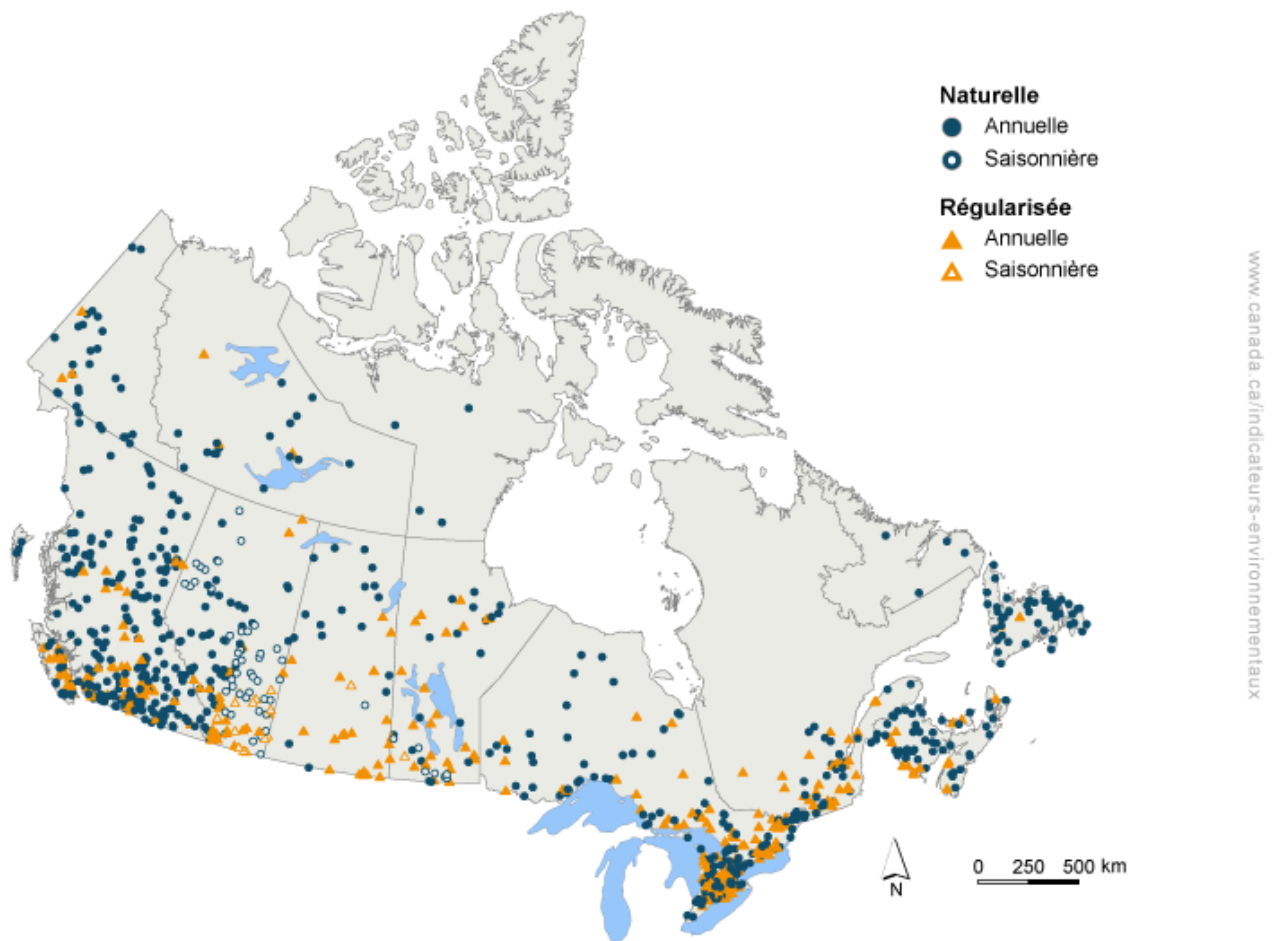 Naturelle
Annuelle
Saisonnière
Régularisée
Annuelle
Saisonnière
www.canada.ca/indicateurs-environnementaux
N
0 250 500 km